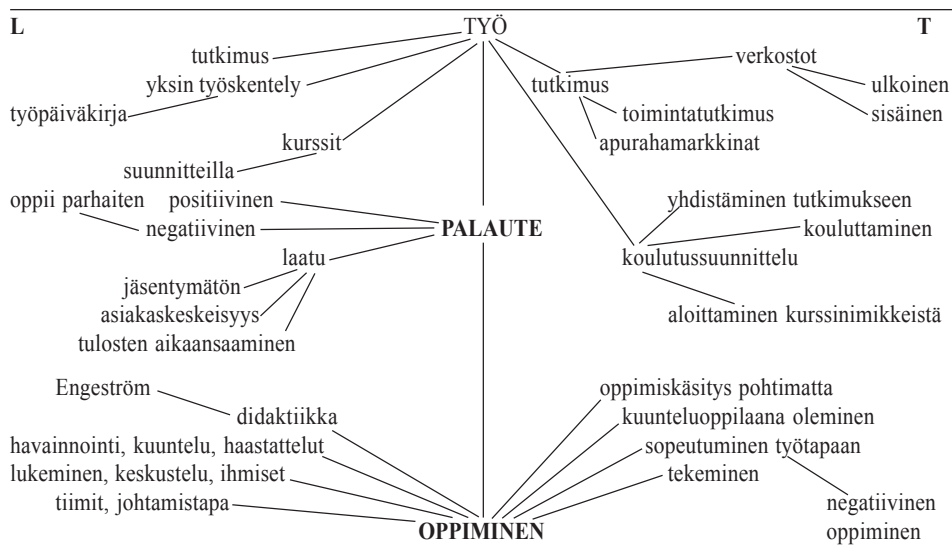 L TYÖ T
tutkimus verkostot
yksin työskentely tutkimus ulkoinen
työpäiväkirja toimintatutkimus sisäinen
kurssit apurahamarkkinat
suunnitteilla
oppii parhaiten positiivinen yhdistäminen tutkimukseen
negatiivinen PALAUTE kouluttaminen
laatu koulutussuunnittelu
jäsentymätön
asiakaskeskeisyys aloittaminen kurssinimikkeistä
tulosten aikaansaaminen
Engeström oppimiskäsitys pohtimatta
didaktiikka kuunteluoppilaana oleminen
havainnointi, kuuntelu, haastattelut sopeutuminen työtapaan
lukeminen, keskustelu, ihmiset tekeminen
tiimit, johtamistapa negatiivinen
OPPIMINEN oppiminen